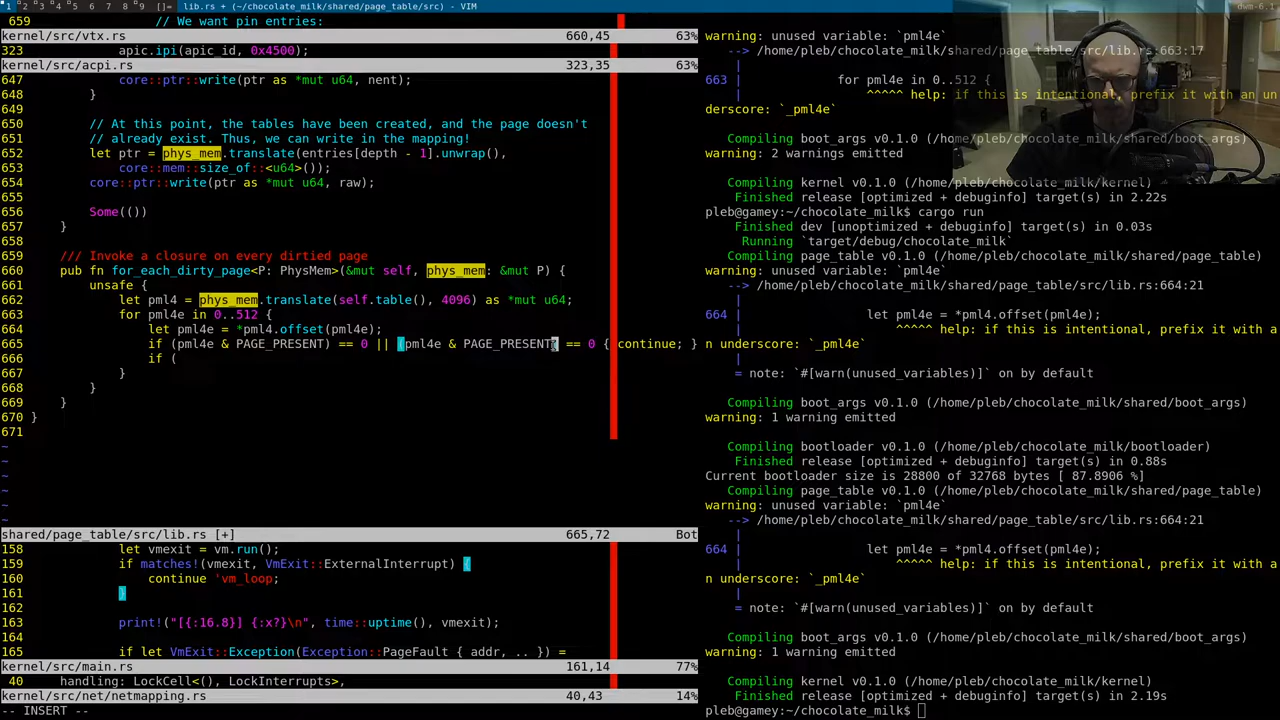 1 2 3 4 5 6 7 8 9 []= lib.rs + (~/chocolate_milk/shared/page_table/src) - VIM dwm-6.1
659 // We want pin entries:
kernel/src/vtx.rs 660,45 63%
323 apic.ipi(apic_id, 0x4500);
kernel/src/acpi.rs 323,35 63%
647 core::ptr::write(ptr as *mut u64, nent);
648 }
649
650 // At this point, the tables have been created, and the page doesn't
651 // already exist. Thus, we can write in the mapping!
652 let ptr = phys_mem.translate(entries[depth - 1].unwrap(),
653 core::mem::size_of::<u64>());
654 core::ptr::write(ptr as *mut u64, raw);
655
656 Some(())
657 }
658
659 /// Invoke a closure on every dirtied page
660 pub fn for_each_dirty_page<P: PhysMem>(&mut self, phys_mem: &mut P) {
661 unsafe {
662 let pml4 = phys_mem.translate(self.table(), 4096) as *mut u64;
663 for pml4e in 0..512 {
664 let pml4e = *pml4.offset(pml4e);
665 if (pml4e & PAGE_PRESENT) == 0 || (pml4e & PAGE_PRESENT) == 0 { continue; }
666 if (
667 }
668 }
669 }
670 }
671
~
~
~
~
~
~
shared/page_table/src/lib.rs [+] 665,72 Bot
158 let vmexit = vm.run();
159 if matches!(vmexit, VmExit::ExternalInterrupt) {
160 continue 'vm_loop;
161 }
162
163 print!("[{:16.8}] {:x?}\n", time::uptime(), vmexit);
164
165 if let VmExit::Exception(Exception::PageFault { addr, .. }) =
kernel/src/main.rs 161,14 77%
40 handling: LockCell<(), LockInterrupts>,
kernel/src/net/netmapping.rs 40,43 14%
-- INSERT --
warning: unused variable: `pml4e`
--> /home/pleb/chocolate_milk/shared/page_table/src/lib.rs:663:17
|
663 | for pml4e in 0..512 {
| ^^^^^ help: if this is intentional, prefix it with an un
derscore: `_pml4e`
Compiling boot_args v0.1.0 (/home/pleb/chocolate_milk/shared/boot_args)
warning: 2 warnings emitted
Compiling kernel v0.1.0 (/home/pleb/chocolate_milk/kernel)
Finished release [optimized + debuginfo] target(s) in 2.22s
pleb@gamey:~/chocolate_milk$ cargo run
Finished dev [unoptimized + debuginfo] target(s) in 0.03s
Running `target/debug/chocolate_milk`
Compiling page_table v0.1.0 (/home/pleb/chocolate_milk/shared/page_table)
warning: unused variable: `pml4e`
--> /home/pleb/chocolate_milk/shared/page_table/src/lib.rs:664:21
|
664 | let pml4e = *pml4.offset(pml4e);
| ^^^^^ help: if this is intentional, prefix it with a
n underscore: `_pml4e`
|
= note: `#[warn(unused_variables)]` on by default
Compiling boot_args v0.1.0 (/home/pleb/chocolate_milk/shared/boot_args)
warning: 1 warning emitted
Compiling bootloader v0.1.0 (/home/pleb/chocolate_milk/bootloader)
Finished release [optimized + debuginfo] target(s) in 0.88s
Current bootloader size is 28800 of 32768 bytes [ 87.8906 %]
Compiling page_table v0.1.0 (/home/pleb/chocolate_milk/shared/page_table)
warning: unused variable: `pml4e`
--> /home/pleb/chocolate_milk/shared/page_table/src/lib.rs:664:21
|
664 | let pml4e = *pml4.offset(pml4e);
| ^^^^^ help: if this is intentional, prefix it with a
n underscore: `_pml4e`
|
= note: `#[warn(unused_variables)]` on by default
Compiling boot_args v0.1.0 (/home/pleb/chocolate_milk/shared/boot_args)
warning: 1 warning emitted
Compiling kernel v0.1.0 (/home/pleb/chocolate_milk/kernel)
Finished release [optimized + debuginfo] target(s) in 2.19s
pleb@gamey:~/chocolate_milk$